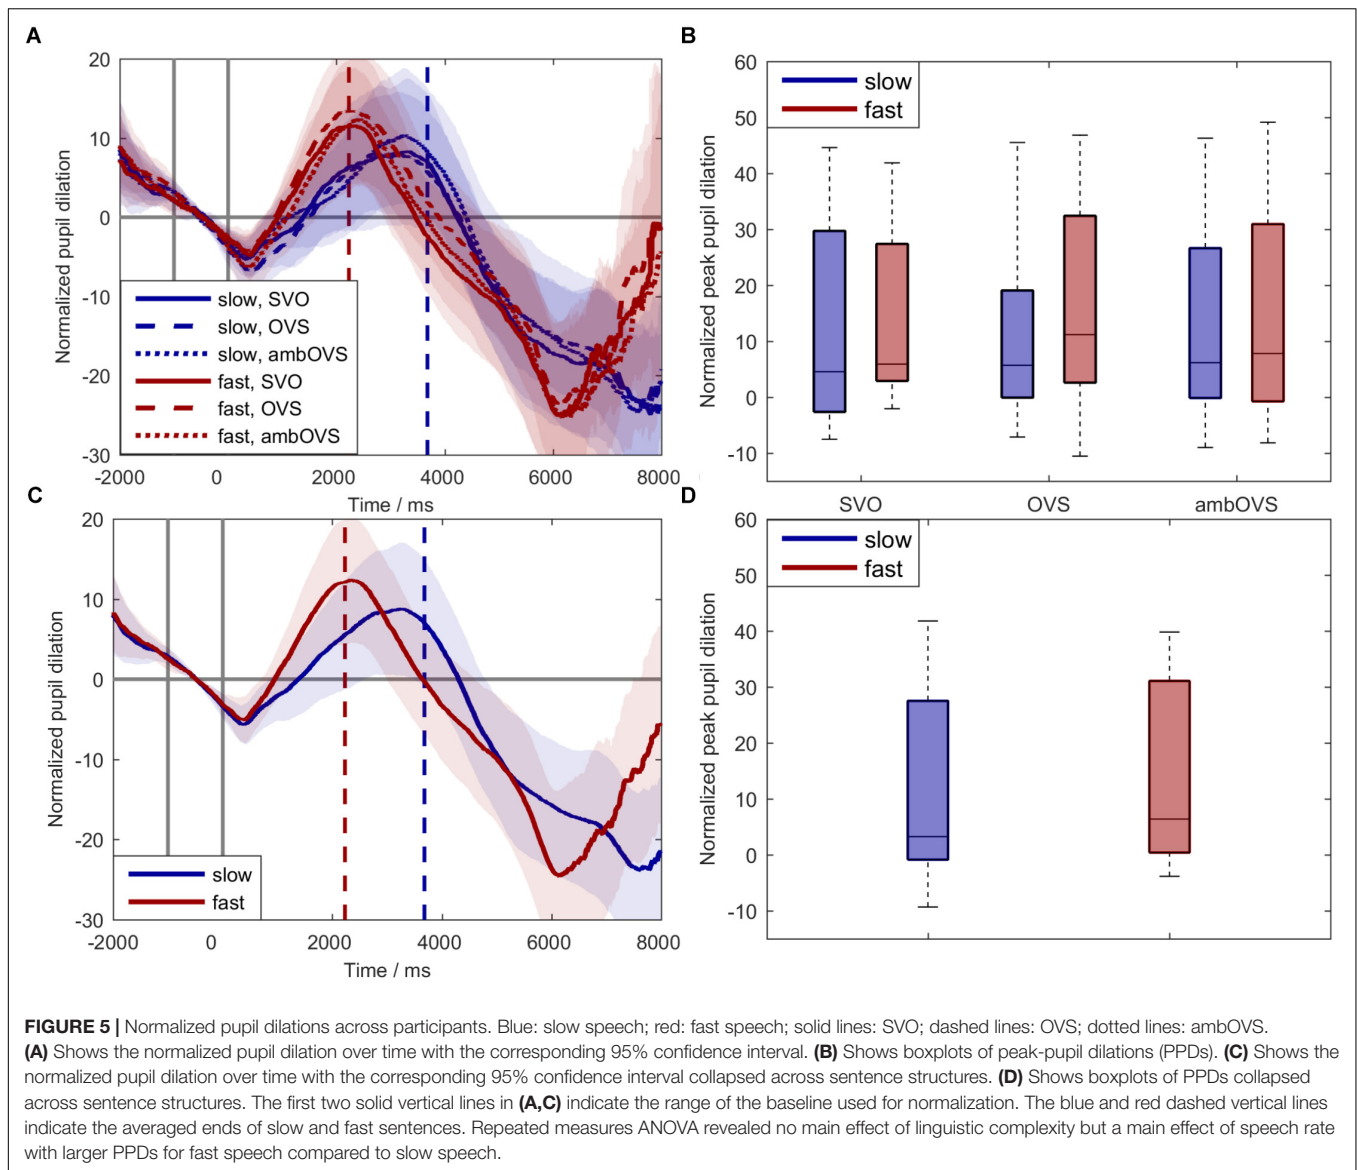 A
20
10
0
-10
-20
-30
Normalized pupil dilation
slow, SVO
slow, OVS
slow, ambOVS
fast, SVO
fast, OVS
fast, ambOVS
-2000 0 2000 4000 6000 8000
Time / ms
B
60
50
40
30
20
10
0
-10
Normalized peak pupil dilation
slow
fast
SVO OVS ambOVS
C
20
10
0
-10
-20
-30
Normalized pupil dilation
slow
fast
-2000 0 2000 4000 6000 8000
Time / ms
D
60
50
40
30
20
10
0
-10
Normalized peak pupil dilation
slow
fast
FIGURE 5 | Normalized pupil dilations across participants. Blue: slow speech; red: fast speech; solid lines: SVO; dashed lines: OVS; dotted lines: ambOVS.
(A) Shows the normalized pupil dilation over time with the corresponding 95% confidence interval. (B) Shows boxplots of peak-pupil dilations (PPDs). (C) Shows the
normalized pupil dilation over time with the corresponding 95% confidence interval collapsed across sentence structures. (D) Shows boxplots of PPDs collapsed
across sentence structures. The first two solid vertical lines in (A,C) indicate the range of the baseline used for normalization. The blue and red dashed vertical lines
indicate the averaged ends of slow and fast sentences. Repeated measures ANOVA revealed no main effect of linguistic complexity but a main effect of speech rate
with larger PPDs for fast speech compared to slow speech.